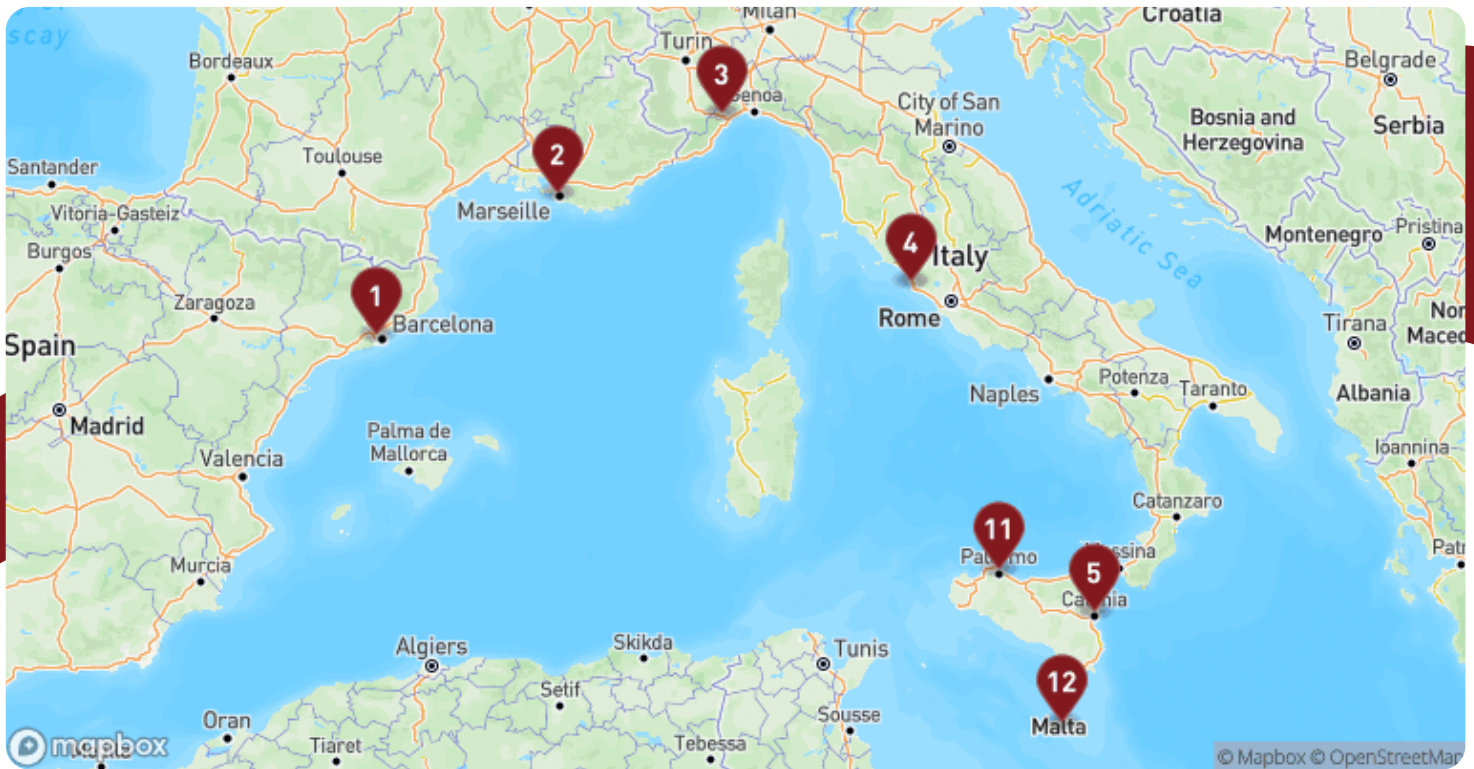 scay
Milan
Croatia
Turin
Bordeaux
Belgrade
3
Genoa
City of San
Marino
Bosnia and
Herzegovina
Serbia
Santander
Toulouse
2
Vitoria-Gasteiz
Marseille
Adriatic Sea
Burgos
4
Italy
Montenegro
Pristina
Zaragoza
1
Barcelona
Rome
Tirana
Spain
Naples
Potenza
Taranto
Albania
Madrid
Palma de
Mallorca
Valencia
Ioannina
Catanzaro
11
Palermo
Messina
Murcia
5
Catania
Algiers
Skikda
Tunis
12
Setif
Malta
Oran
Sousse
mapbox
Tiaret
Tebessa
© Mapbox © OpenStreetMap